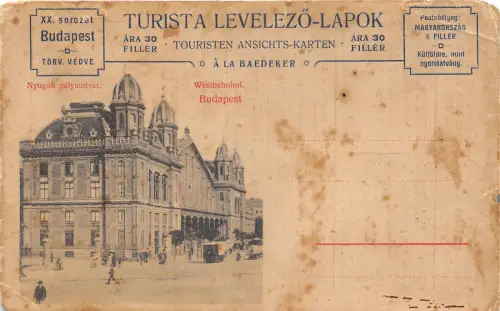 XX. sorozat
Budapest
TÖRV. VÉDVE
TURISTA LEVELEZŐ-LAPOK
ÁRA 30 FILLÉR
TOURISTEN ANSICHTS-KARTEN
ÁRA 30 FILLÉR
À LA BAEDEKER
Postabélyeg:
MAGYARORSZÁG
5 FILLÉR
Külföldre, mint
nyomtatvány.
Nyugati pályaudvar.
Westbahnhof.
Budapest